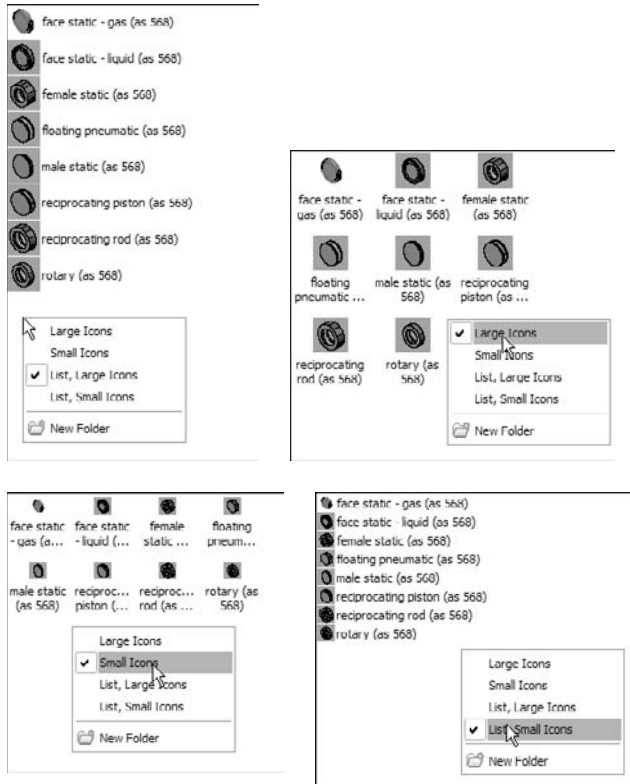 face static - gas (as 568)
face static - liquid (as 568)
female static (as 568)
floating pneumatic (as 568)
male static (as 568)
reciprocating piston (as 568)
reciprocating rod (as 568)
rotary (as 568)
Large Icons
Small Icons
List, Large Icons
List, Small Icons
New Folder
face static - face static - female static
gas (as 568) liquid (as 568) (as 568)
floating male static (as reciprocating
pneumatic ... 568) piston (as ...
reciprocating rotary (as
rod (as 568) 568)
Large Icons
Small Icons
List, Large Icons
List, Small Icons
New Folder
face static face static female floating
- gas (a... - liquid (... static ... pneum...
male static reciproc... reciproc... rotary (as
(as 568) piston (... rod (as ... 568)
Large Icons
Small Icons
List, Large Icons
List, Small Icons
New Folder
face static - gas (as 568)
face static - liquid (as 568)
female static (as 568)
floating pneumatic (as 568)
male static (as 568)
reciprocating piston (as 568)
reciprocating rod (as 568)
rotary (as 568)
Large Icons
Small Icons
List, Large Icons
List, Small Icons
New Folder